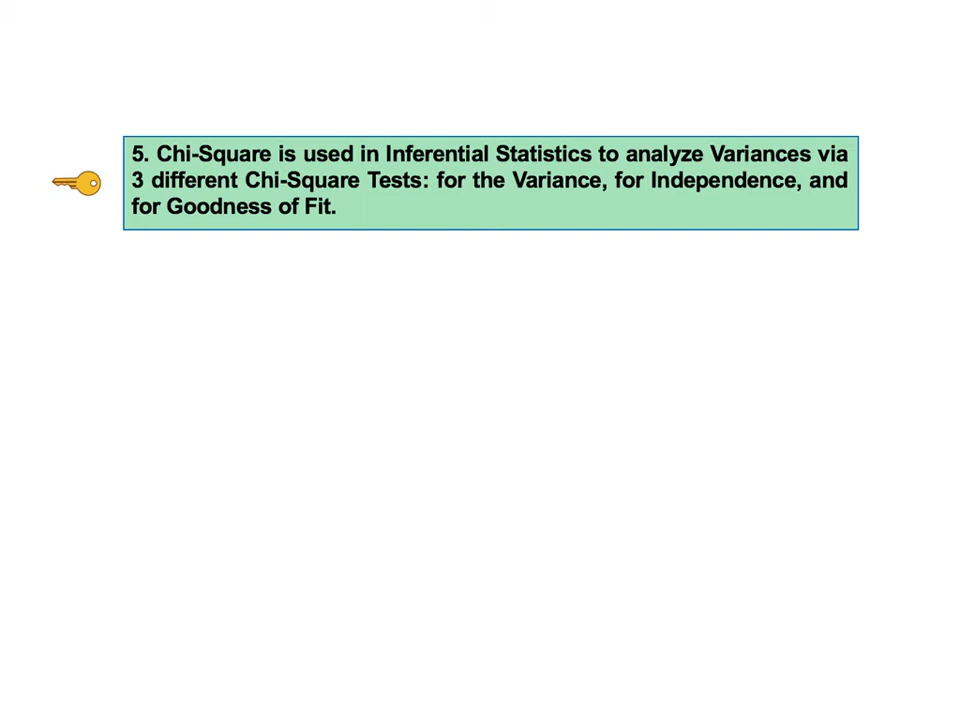 5. Chi-Square is used in Inferential Statistics to analyze Variances via
3 different Chi-Square Tests: for the Variance, for Independence, and
for Goodness of Fit.